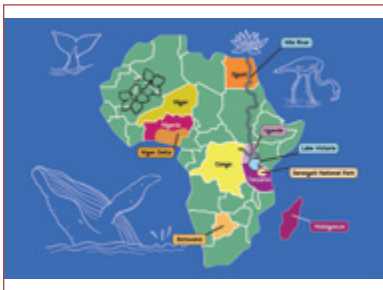 Nile River
Egypt
Niger
Nigeria
Uganda
Niger Delta
Lake Victoria
Congo
Serengeti National Park
Tanzania
Botswana
Madagascar